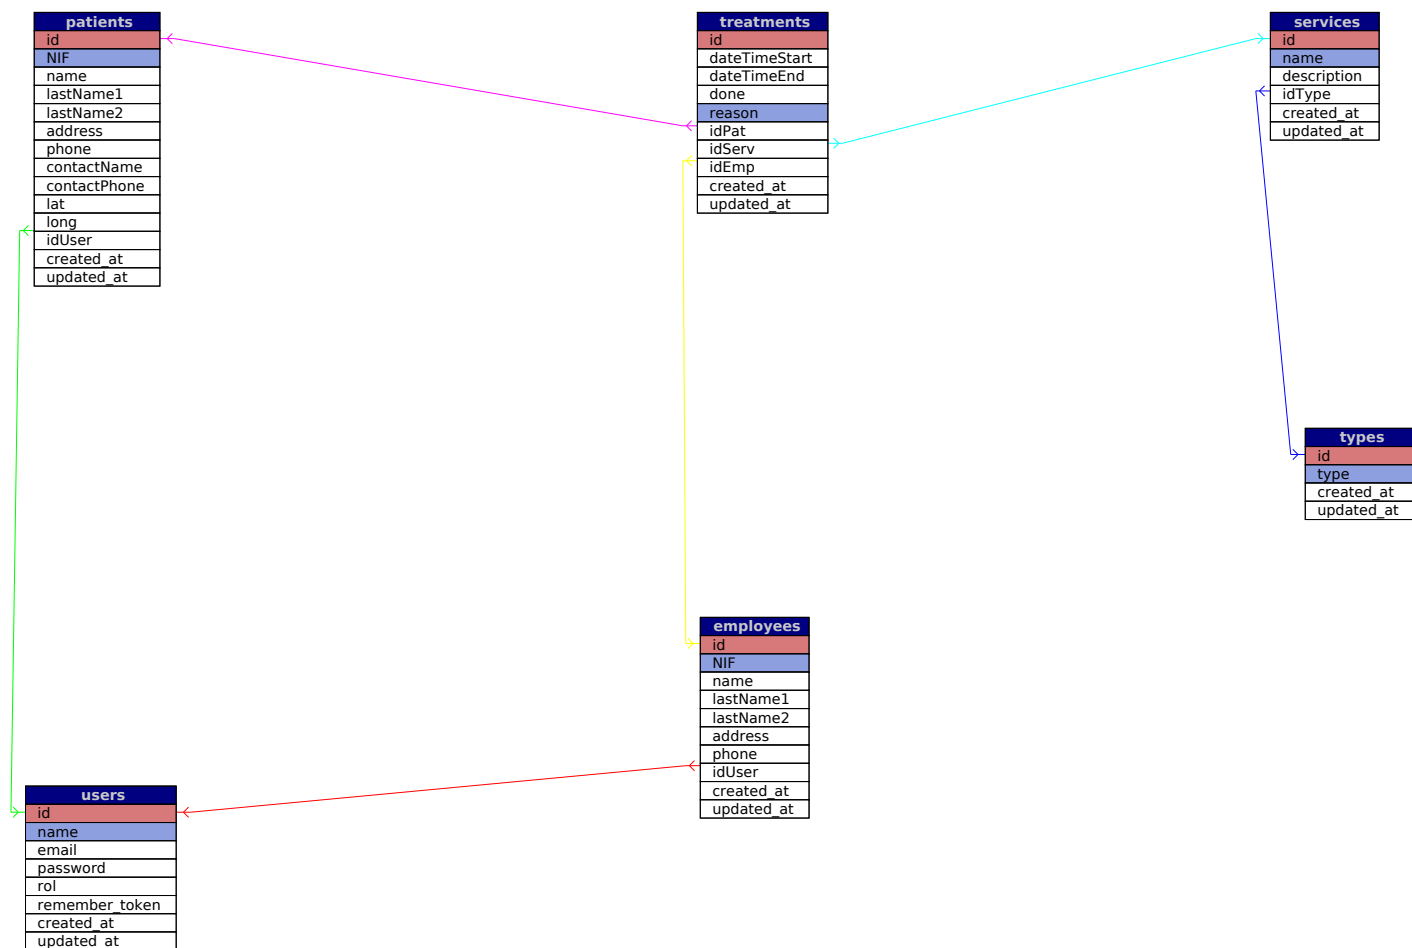 patients
id
NIF
name
lastName1
lastName2
address
phone
contactName
contactPhone
lat
long
idUser
created_at
updated_at
treatments
id
dateTimeStart
dateTimeEnd
done
reason
idPat
idServ
idEmp
created_at
updated_at
services
id
name
description
idType
created_at
updated_at
types
id
type
created_at
updated_at
employees
id
NIF
name
lastName1
lastName2
address
phone
idUser
created_at
updated_at
users
id
name
email
password
rol
remember_token
created_at
updated_at